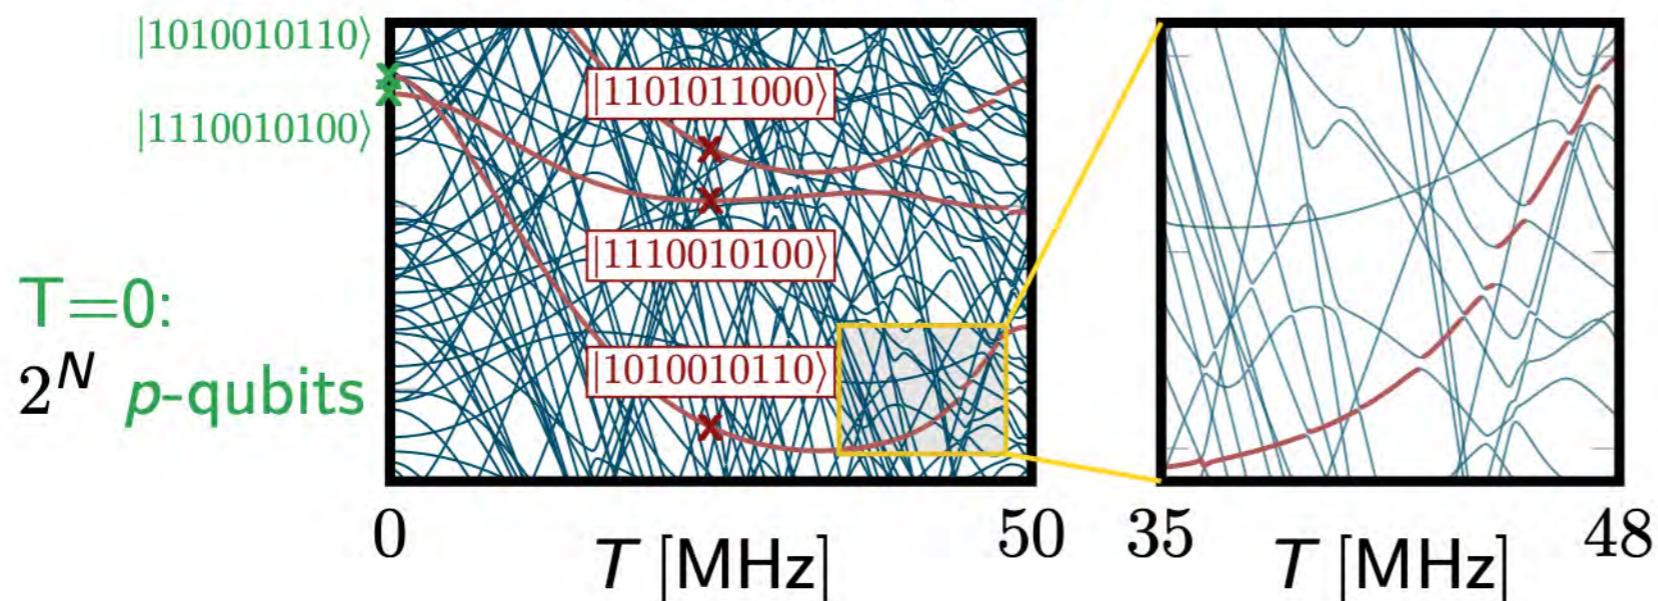 |1010010110⟩
|1110010100⟩
T=0:
2^N p-qubits
|1101011000⟩
|1110010100⟩
|1010010110⟩
0
T [MHz]
50
35
T [MHz]
48